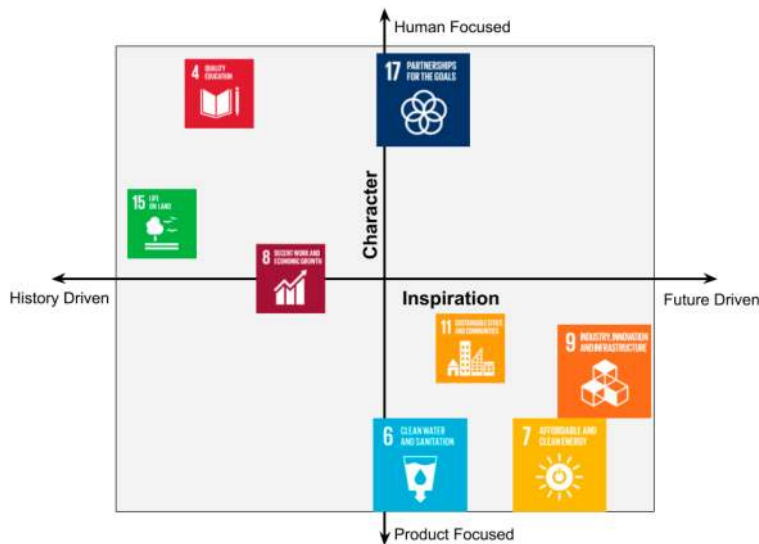 Human Focused
4 QUALITY
EDUCATION
17 PARTNERSHIPS
FOR THE GOALS
15 LIFE
ON LAND
Character
8 DECENT WORK AND
ECONOMIC GROWTH
History Driven
Inspiration
Future Driven
11 SUSTAINABLE CITIES
AND COMMUNITIES
9 INDUSTRY, INNOVATION
AND INFRASTRUCTURE
6 CLEAN WATER
AND SANITATION
7 AFFORDABLE AND
CLEAN ENERGY
Product Focused